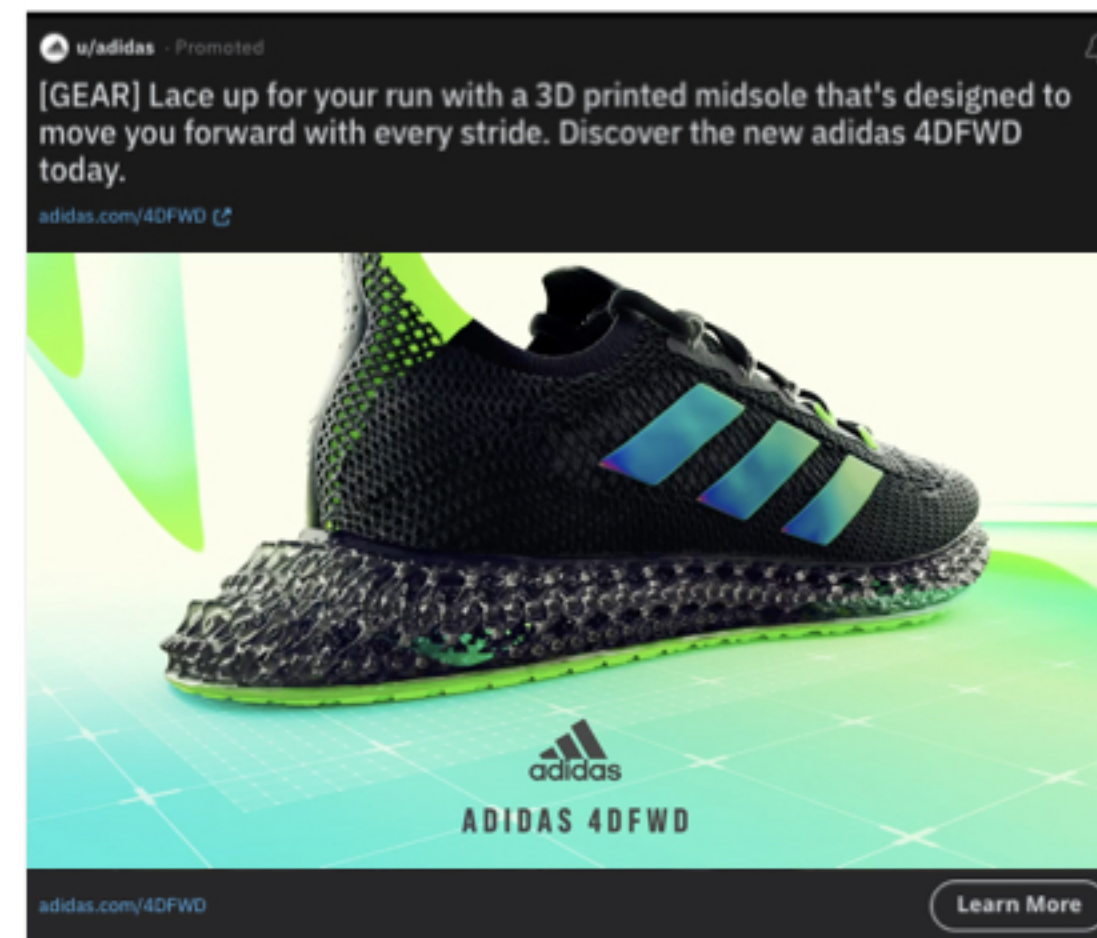 u/adidas · Promoted
[GEAR] Lace up for your run with a 3D printed midsole that's designed to
move you forward with every stride. Discover the new adidas 4DFWD
today.
adidas.com/4DFWD
adidas
ADIDAS 4DFWD
adidas.com/4DFWD
Learn More